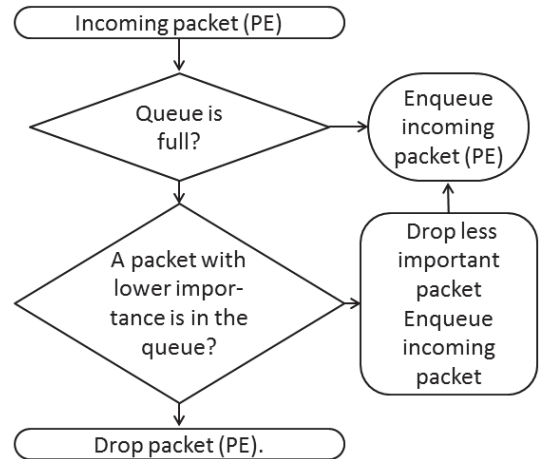 Incoming packet (PE)
Queue is
full?
Enqueue
incoming
packet (PE)
A packet with
lower impor-
tance is in the
queue?
Drop less
important
packet
Enqueue
incoming
packet
Drop packet (PE).